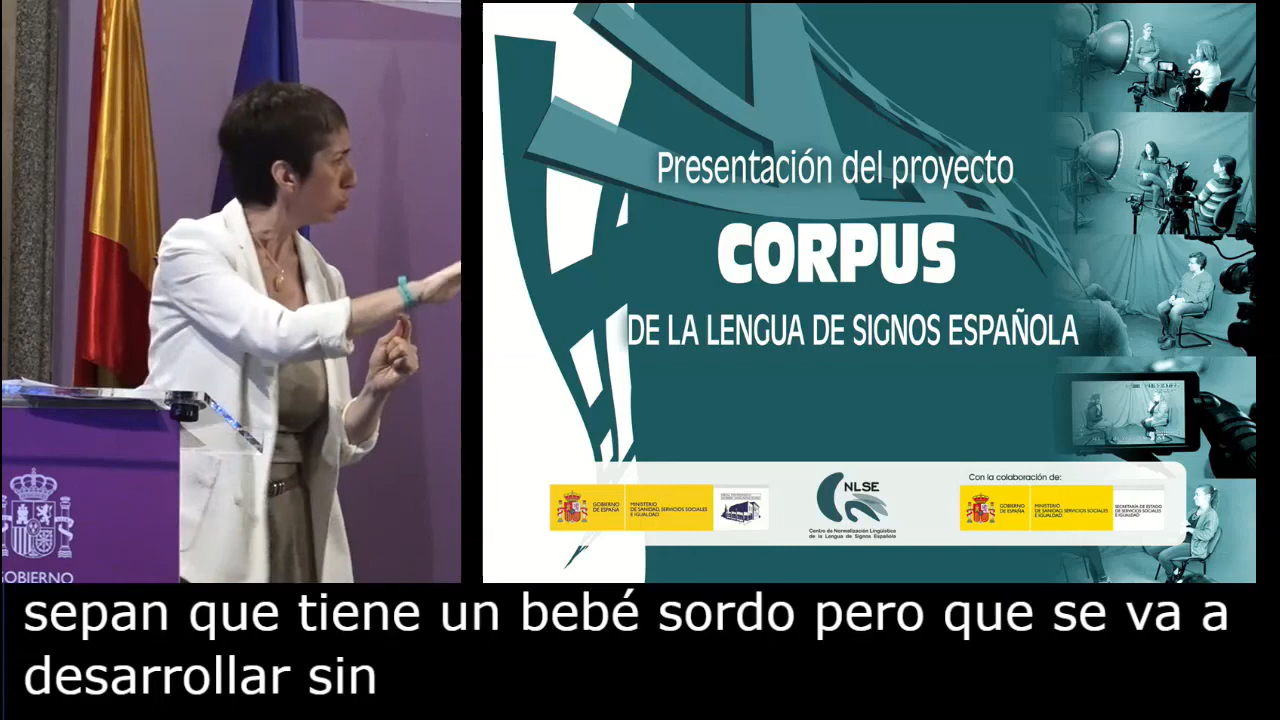 Presentación del proyecto
CORPUS
DE LA LENGUA DE SIGNOS ESPAÑOLA
Con la colaboración de:
GOBIERNO
DE ESPAÑA
MINISTERIO
DE SANIDAD, SERVICIOS SOCIALES
E IGUALDAD
CNLSE
Centro de Normalización Lingüística
de la Lengua de Signos Española
GOBIERNO
DE ESPAÑA
MINISTERIO
DE SANIDAD, SERVICIOS SOCIALES
E IGUALDAD
SECRETARÍA DE ESTADO
DE SERVICIOS SOCIALES
E IGUALDAD
GOBIERNO
sepan que tiene un bebé sordo pero que se va a
desarrollar sin